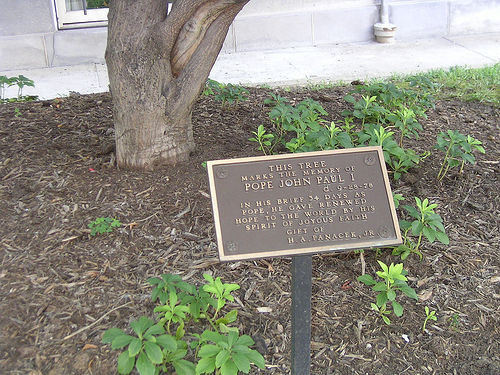 THIS TREE
MARKS THE MEMORY OF
POPE JOHN PAUL I
d. 9-28-78
IN HIS BRIEF 34 DAYS AS
POPE, HE GAVE RENEWED
HOPE TO THE WORLD BY HIS
SPIRIT OF JOYOUS FAITH
GIFT OF
H. A. PANACEK, JR.